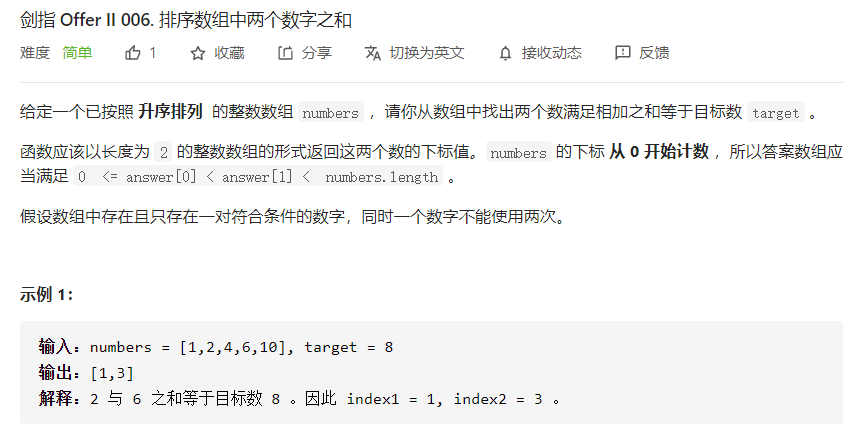 剑指 Offer II 006. 排序数组中两个数字之和
难度 简单 1 收藏 分享 切换为英文 接收动态 反馈
给定一个已按照 升序排列 的整数数组 numbers ，请你从数组中找出两个数满足相加之和等于目标数 target 。
函数应该以长度为 2 的整数数组的形式返回这两个数的下标值。numbers 的下标 从 0 开始计数 ，所以答案数组应
当满足 0 <= answer[0] < answer[1] < numbers.length 。
假设数组中存在且只存在一对符合条件的数字，同时一个数字不能使用两次。
示例 1：
输入：numbers = [1,2,4,6,10], target = 8
输出：[1,3]
解释：2 与 6 之和等于目标数 8 。因此 index1 = 1, index2 = 3 。